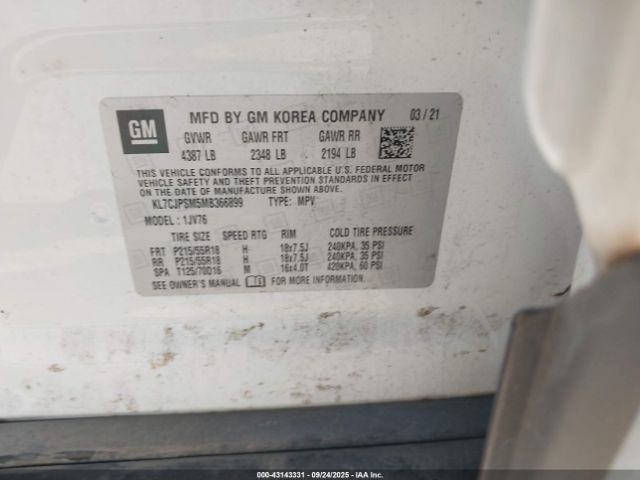 GM
MFD BY GM KOREA COMPANY 03/21
GVWR GAWR FRT GAWR RR
4387 LB 2348 LB 2194 LB
THIS VEHICLE CONFORMS TO ALL APPLICABLE U.S. FEDERAL MOTOR
VEHICLE SAFETY AND THEFT PREVENTION STANDARDS IN EFFECT ON
THE DATE OF MANUFACTURE SHOWN ABOVE.
KL7CJPSM5MB366899 TYPE: MPV
MODEL: 1JV76
TIRE SIZE SPEED RTG RIM COLD TIRE PRESSURE
FRT P215/55R18 H 18x7.5J 240KPA, 35 PSI
RR P215/55R18 H 18x7.5J 240KPA, 35 PSI
SPA T125/70D16 M 16x4.0T 420KPA, 60 PSI
SEE OWNER'S MANUAL FOR MORE INFORMATION.
000-43143331 - 09/24/2025 - IAA Inc.